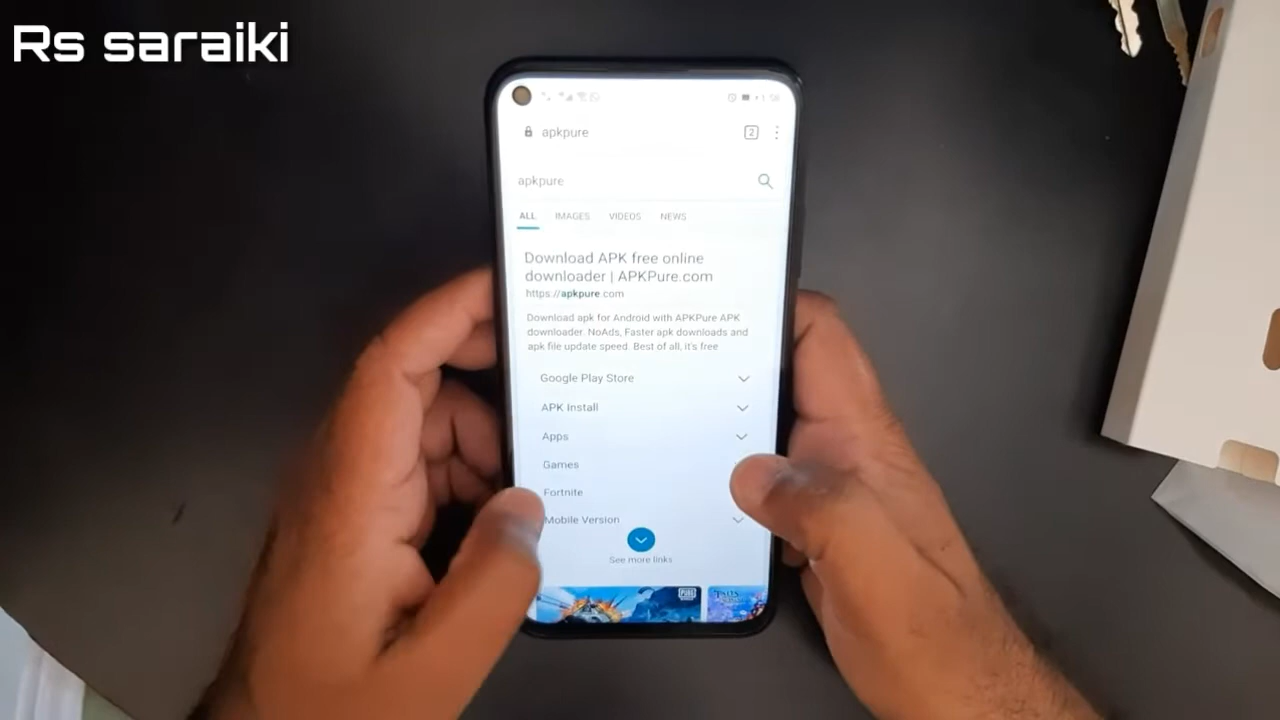 Rs saraiki
apkpure
2
apkpure
ALL IMAGES VIDEOS NEWS
Download APK free online
downloader | APKPure.com
https://apkpure.com
Download apk for Android with APKPure APK
downloader. NoAds, Faster apk downloads and
apk file update speed. Best of all, it's free
Google Play Store
APK Install
Apps
Games
Fortnite
Mobile Version
See more links
PUBG